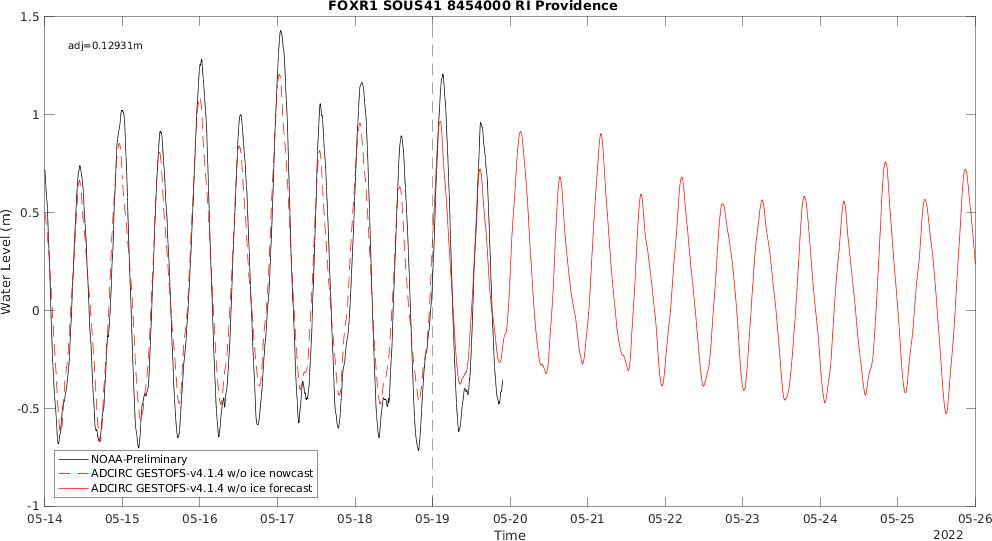 FOXR1 SOUS41 8454000 RI Providence
adj=0.12931m
1.5
1
0.5
0
-0.5
-1
Water Level (m)
NOAA-Preliminary
ADCIRC GESTOFS-v4.1.4 w/o ice nowcast
ADCIRC GESTOFS-v4.1.4 w/o ice forecast
05-14 05-15 05-16 05-17 05-18 05-19 05-20 05-21 05-22 05-23 05-24 05-25 05-26
Time
2022